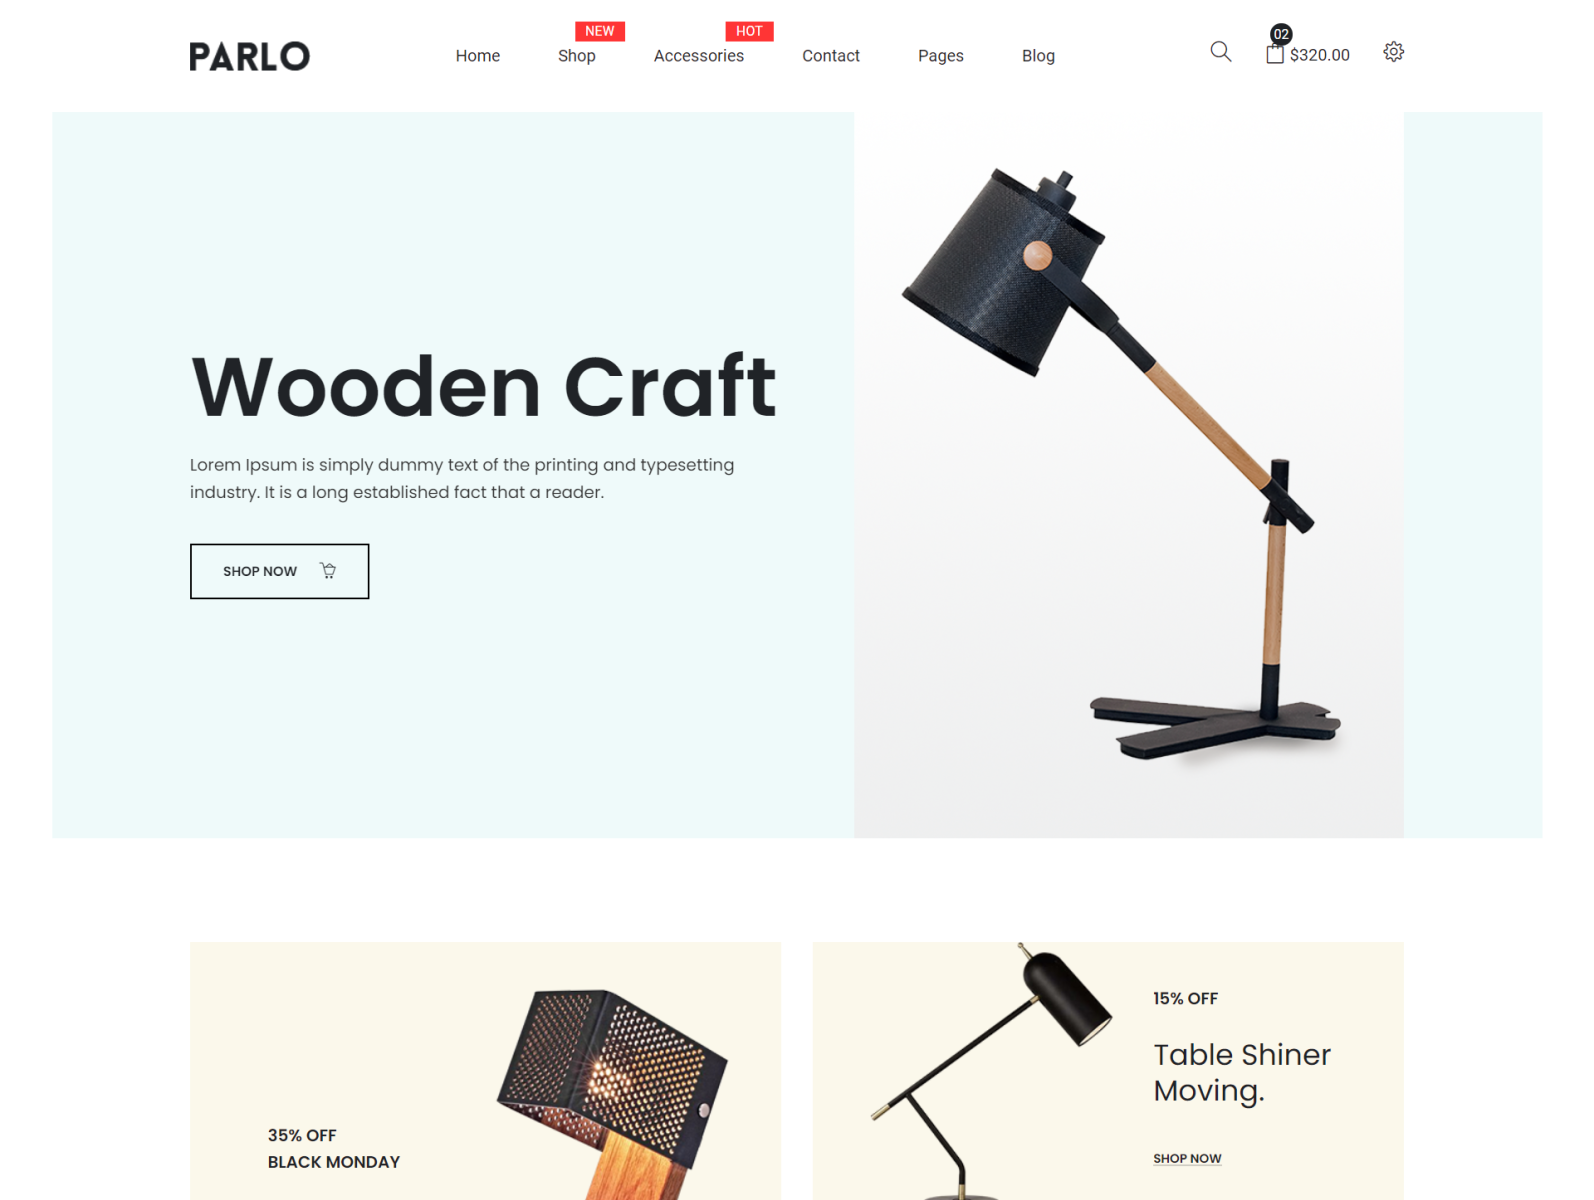 NEW
HOT
PARLO
Home
Shop
Accessories
Contact
Pages
Blog
02
$320.00
Wooden Craft
Lorem Ipsum is simply dummy text of the printing and typesetting
industry. It is a long established fact that a reader.
SHOP NOW
35% OFF
BLACK MONDAY
15% OFF
Table Shiner
Moving.
SHOP NOW